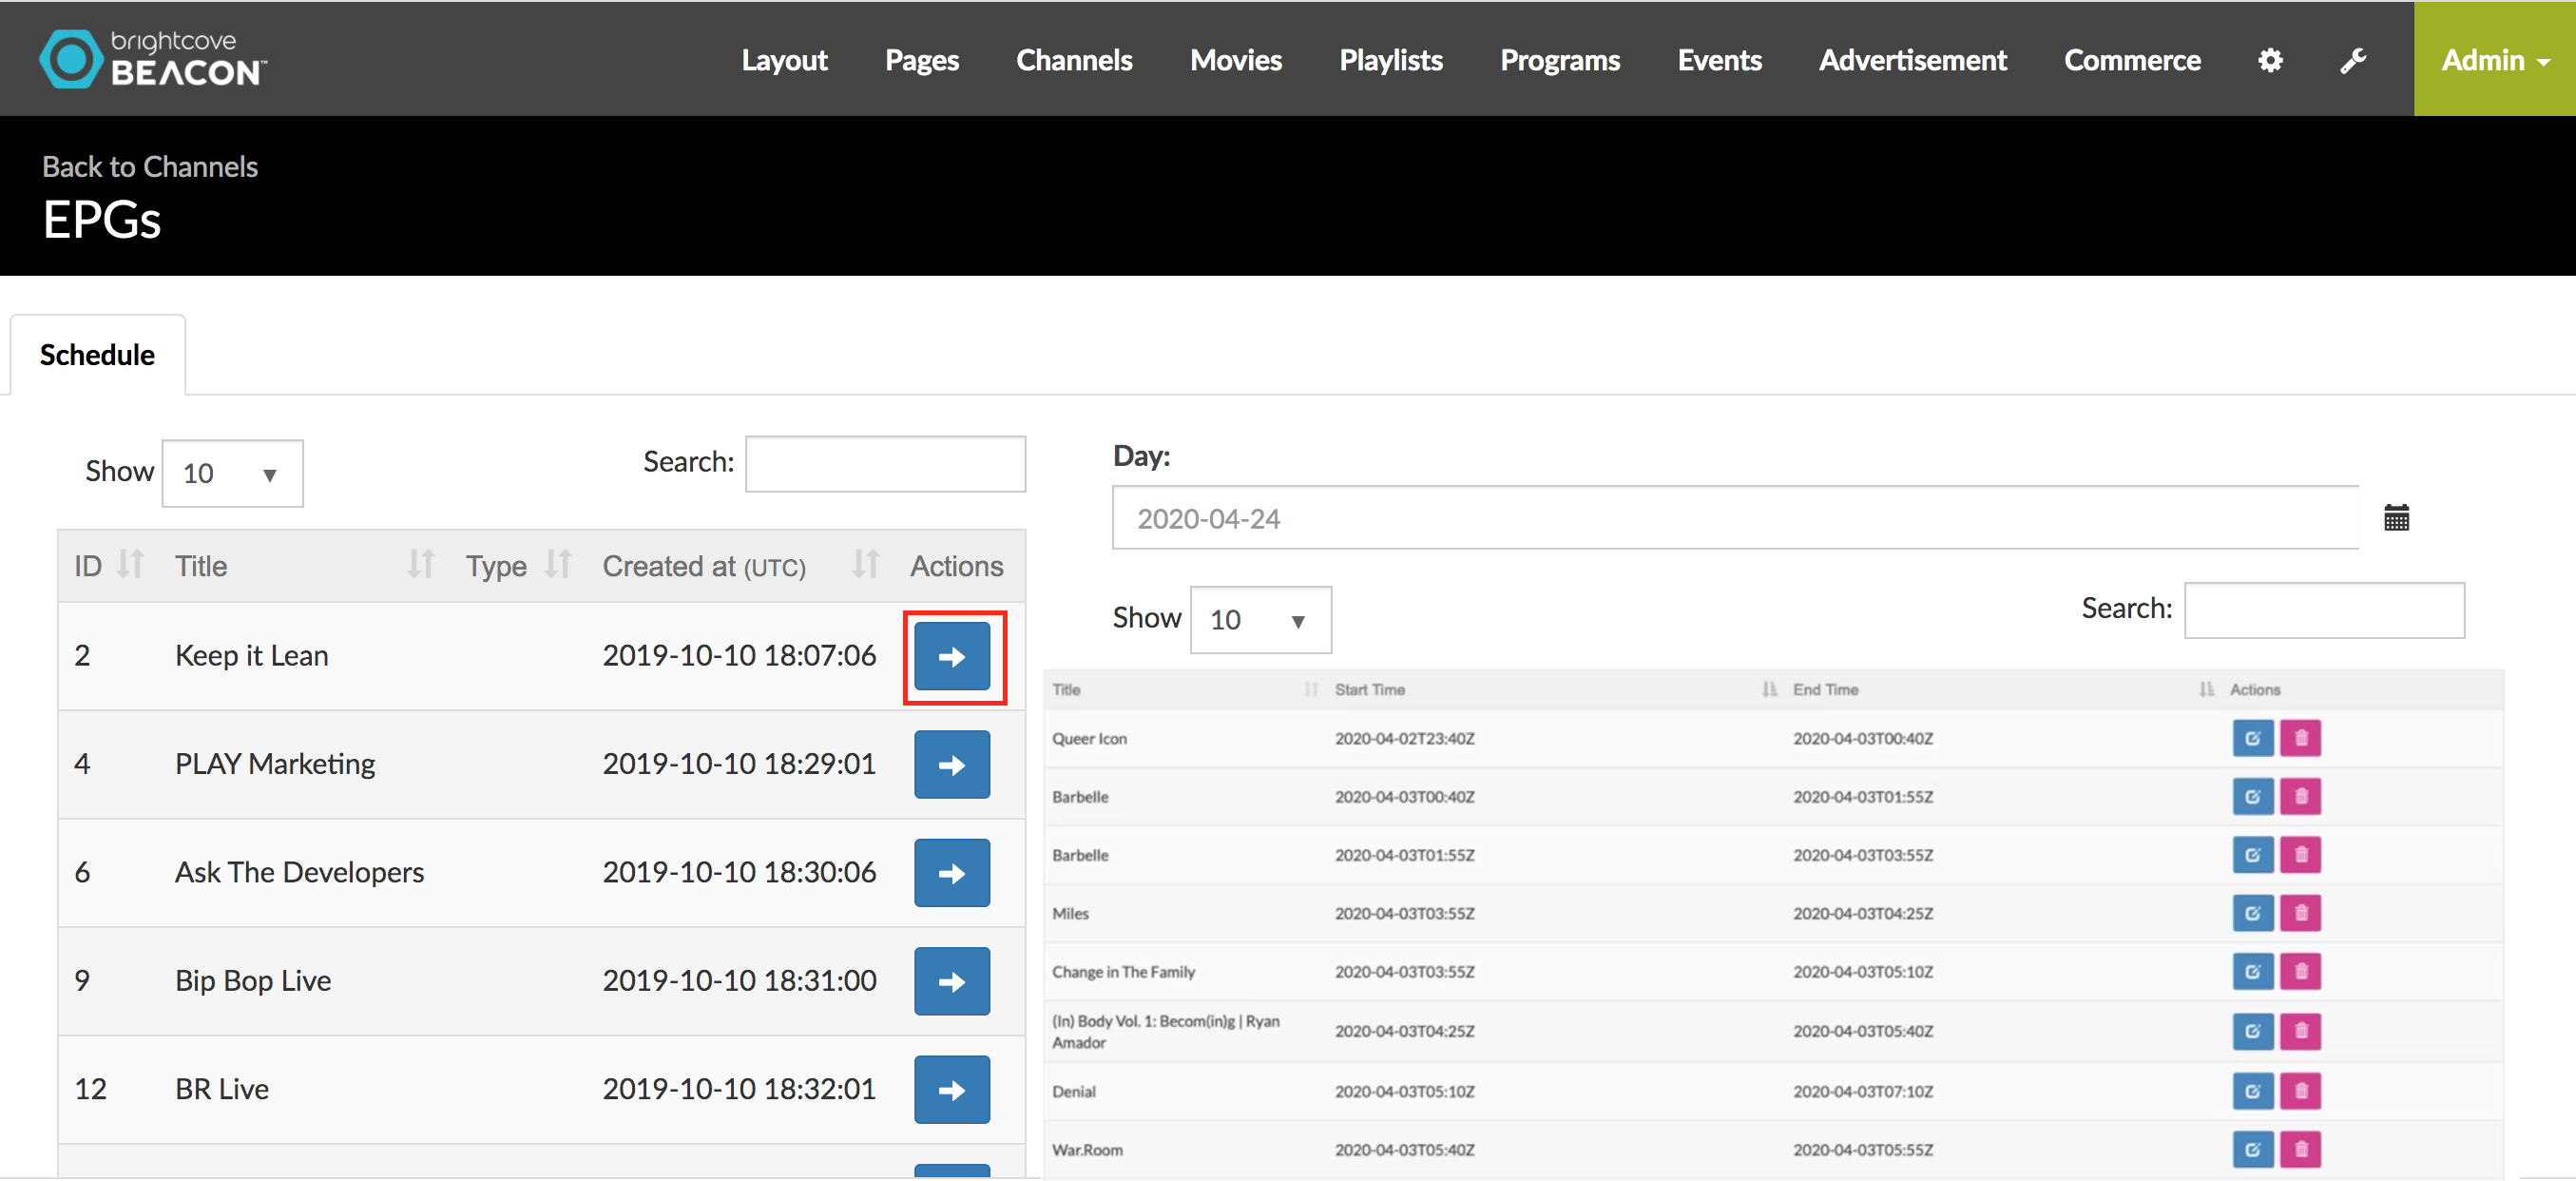 brightcove
BEACON™
Layout Pages Channels Movies Playlists Programs Events Advertisement Commerce Admin
Back to Channels
EPGs
Schedule
Show 10 Search:
ID Title Type Created at (UTC) Actions
2 Keep it Lean 2019-10-10 18:07:06
4 PLAY Marketing 2019-10-10 18:29:01
6 Ask The Developers 2019-10-10 18:30:06
9 Bip Bop Live 2019-10-10 18:31:00
12 BR Live 2019-10-10 18:32:01
Day:
2020-04-24
Show 10 Search:
Title Start Time End Time Actions
Queer Icon 2020-04-02T23:40Z 2020-04-03T00:40Z
Barbelle 2020-04-03T00:40Z 2020-04-03T01:55Z
Barbelle 2020-04-03T01:55Z 2020-04-03T03:55Z
Miles 2020-04-03T03:55Z 2020-04-03T04:25Z
Change in The Family 2020-04-03T03:55Z 2020-04-03T05:10Z
(In) Body Vol. 1: Becom(in)g | Ryan
Amador 2020-04-03T04:25Z 2020-04-03T05:40Z
Denial 2020-04-03T05:10Z 2020-04-03T07:10Z
War.Room 2020-04-03T05:40Z 2020-04-03T05:55Z